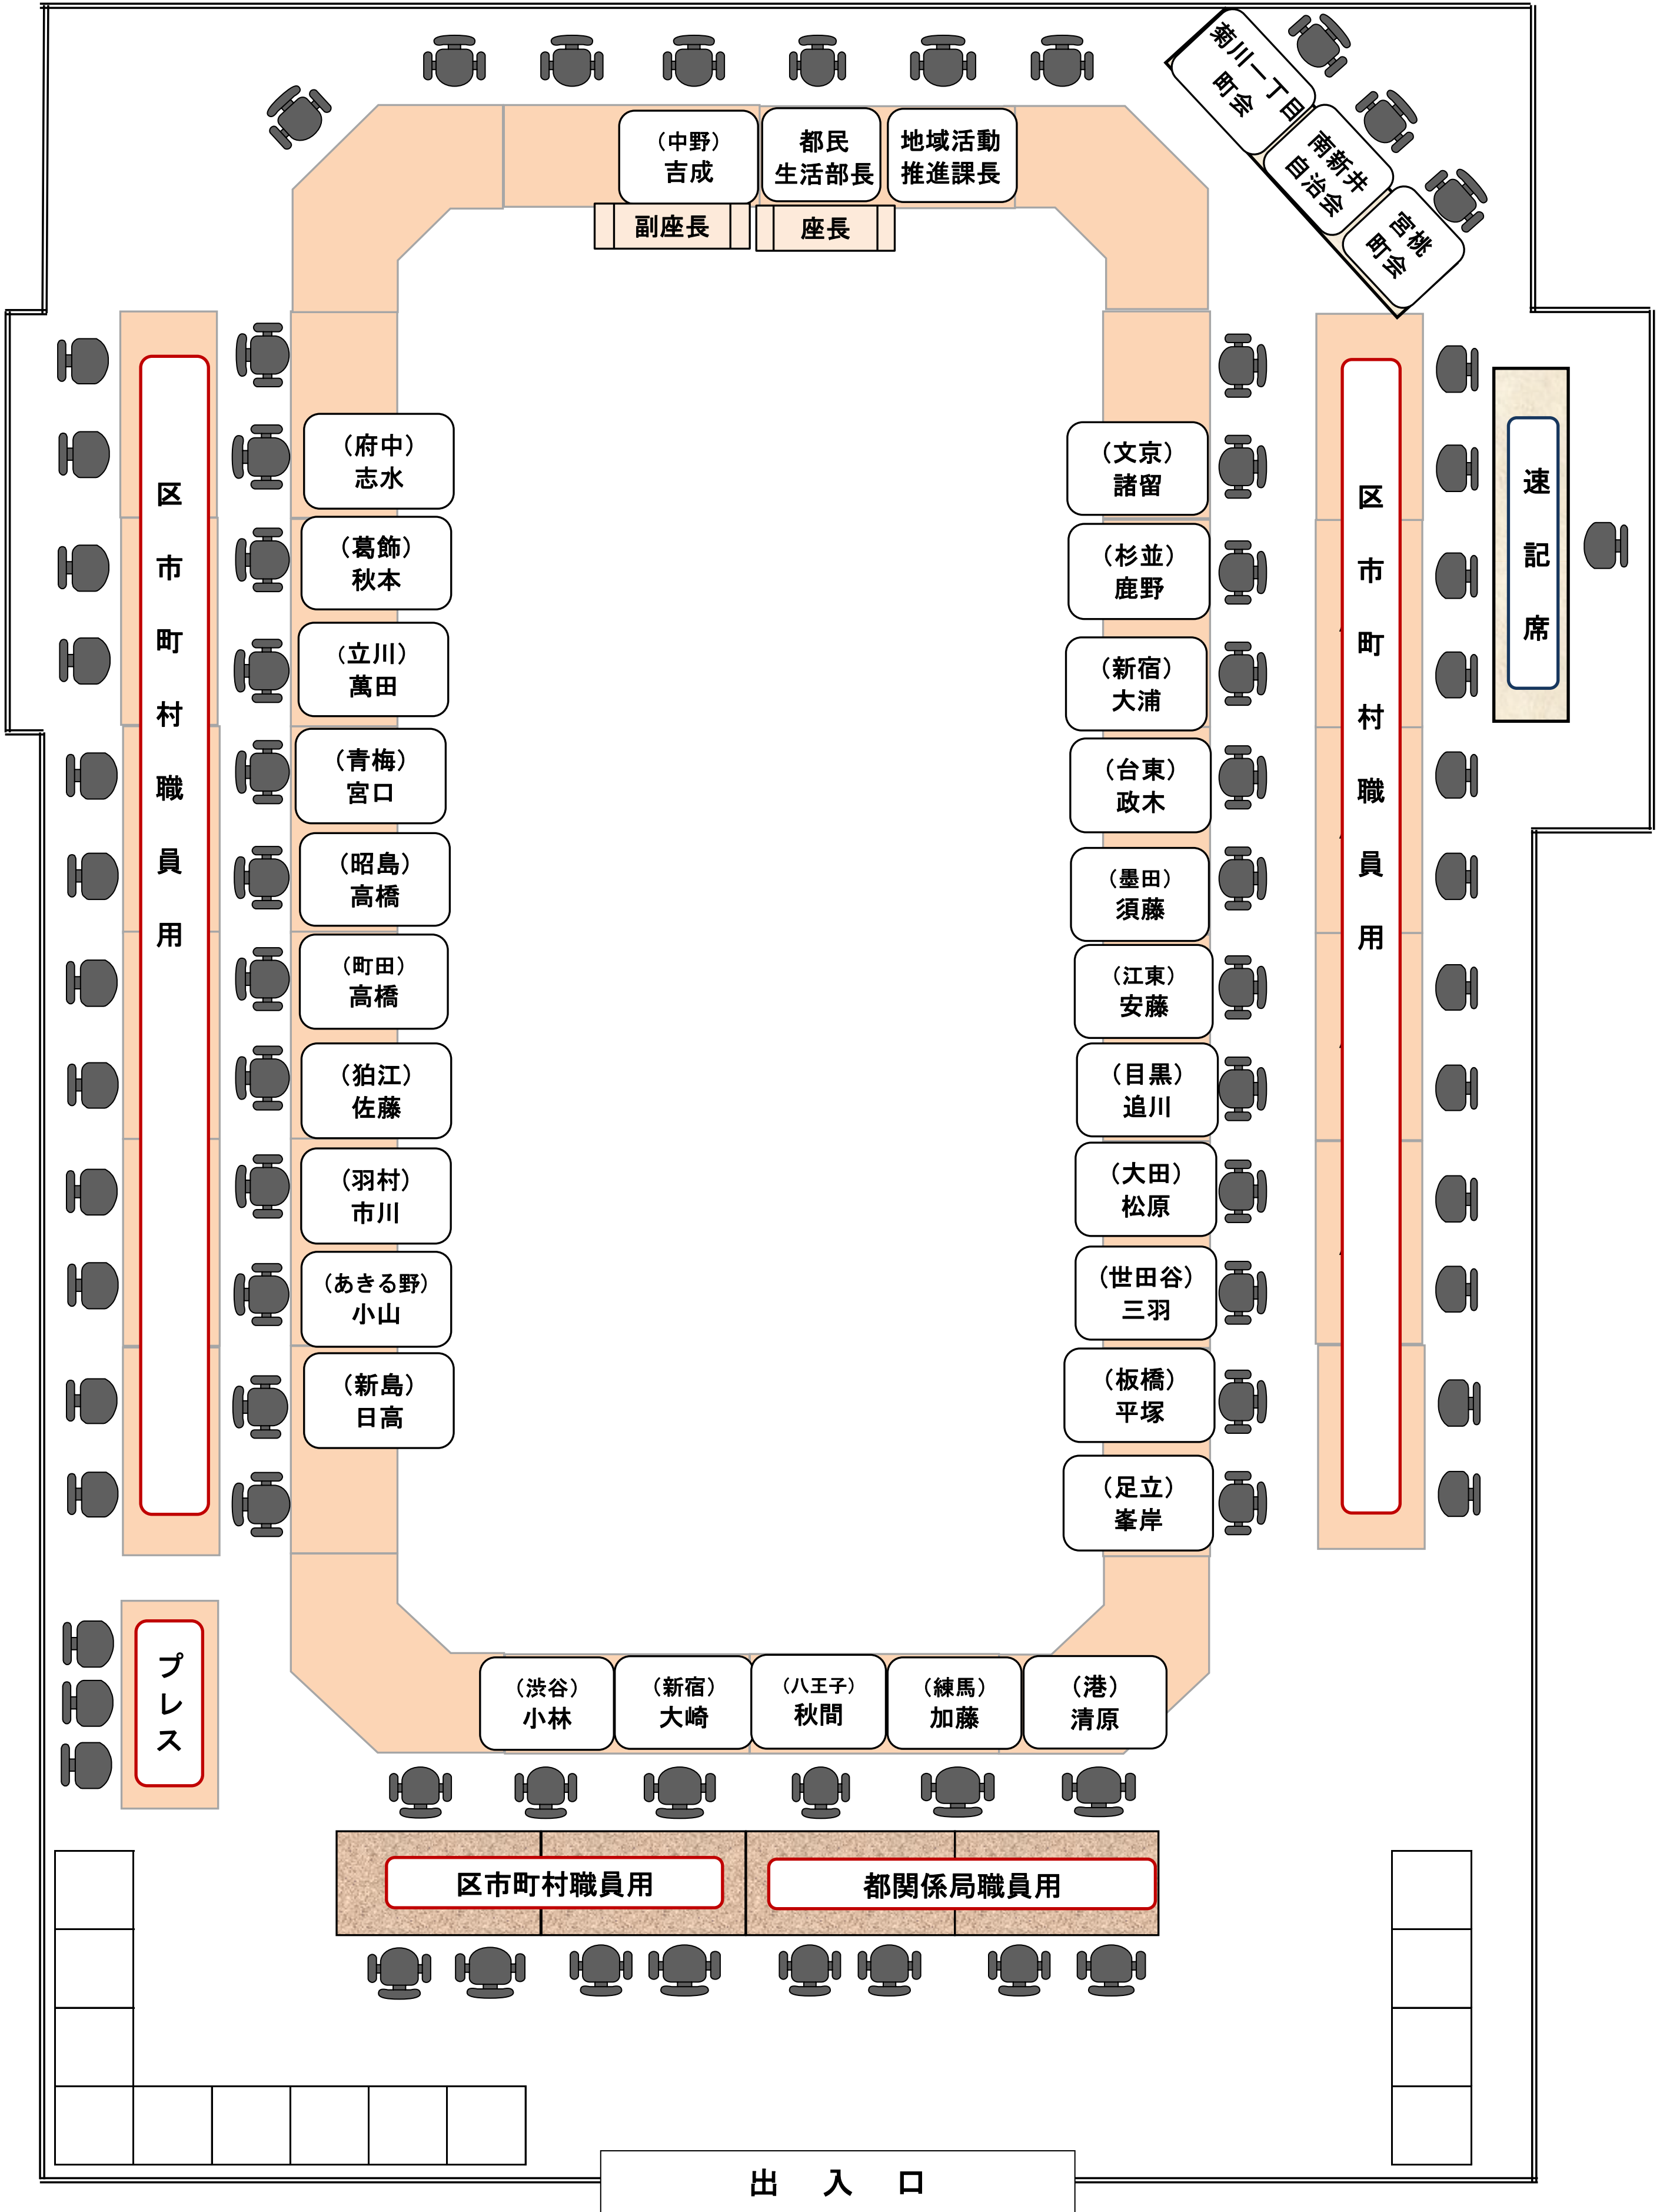 菊川一丁目
町会
南新井
自治会
宮桃
町会
（中野）
吉成
都民
生活部長
地域活動
推進課長
副座長
座長
区市町村職員用
（府中）
志水
（葛飾）
秋本
（立川）
萬田
（青梅）
宮口
（昭島）
高橋
（町田）
高橋
（狛江）
佐藤
（羽村）
市川
（あきる野）
小山
（新島）
日高
（文京）
諸留
（杉並）
鹿野
（新宿）
大浦
（台東）
政木
（墨田）
須藤
（江東）
安藤
（目黒）
追川
（大田）
松原
（世田谷）
三羽
（板橋）
平塚
（足立）
峯岸
区市町村職員用
速記席
プレス
（渋谷）
小林
（新宿）
大崎
（八王子）
秋間
（練馬）
加藤
（港）
清原
区市町村職員用
都関係局職員用
出入口